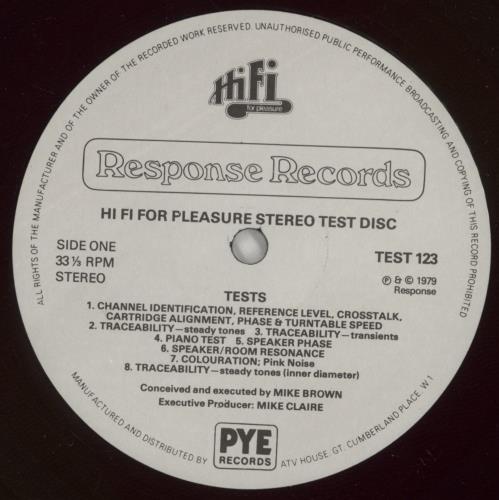 ALL RIGHTS OF THE MANUFACTURER AND OF THE OWNER OF THE RECORDED WORK RESERVED. UNAUTHORISED PUBLIC PERFORMANCE BROADCASTING AND COPYING OF THIS RECORD PROHIBITED
HiFi
for pleasure
Response Records
HI FI FOR PLEASURE STEREO TEST DISC
SIDE ONE
33⅓ RPM
STEREO
TEST 123
℗ & © 1979
Response
TESTS
1. CHANNEL IDENTIFICATION, REFERENCE LEVEL, CROSSTALK,
CARTRIDGE ALIGNMENT, PHASE & TURNTABLE SPEED
2. TRACEABILITY—steady tones 3. TRACEABILITY—transients
4. PIANO TEST 5. SPEAKER PHASE
6. SPEAKER/ROOM RESONANCE
7. COLOURATION; Pink Noise
8. TRACEABILITY—steady tones (inner diameter)
Conceived and executed by MIKE BROWN
Executive Producer: MIKE CLAIRE
PYE
RECORDS
MANUFACTURED AND DISTRIBUTED BY
ATV HOUSE. GT. CUMBERLAND PLACE. W1